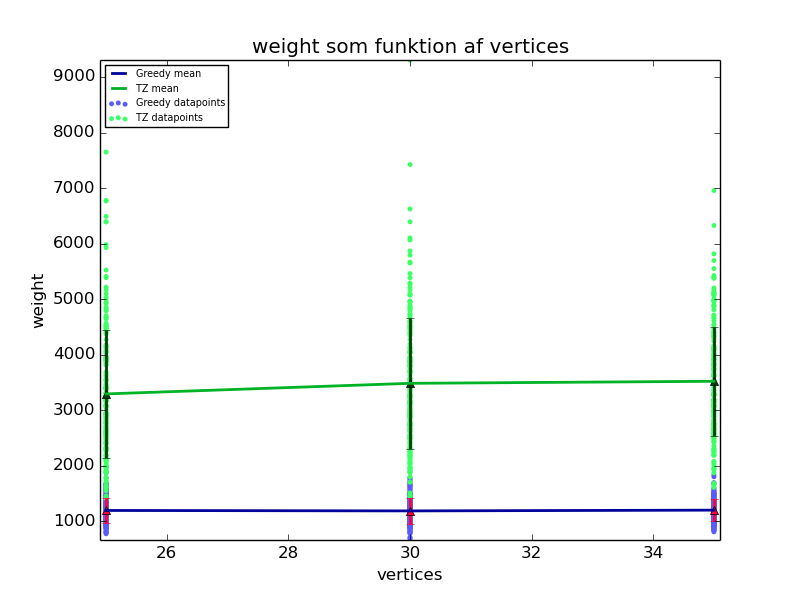 weight som funktion af vertices
9000
8000
7000
6000
5000
4000
3000
2000
1000
weight
Greedy mean
TZ mean
Greedy datapoints
TZ datapoints
26 28 30 32 34
vertices